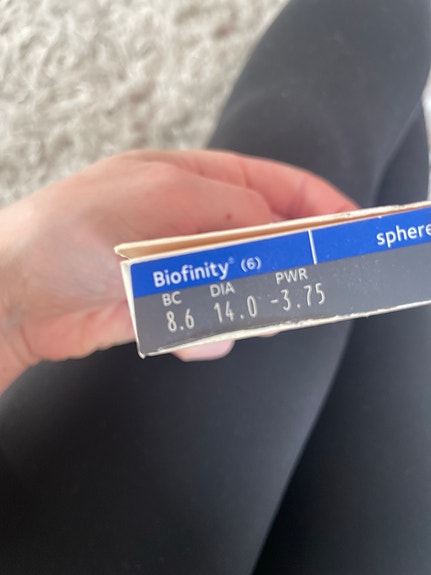 Biofinity® (6) sphere
BC DIA PWR
8.6 14.0 -3.75